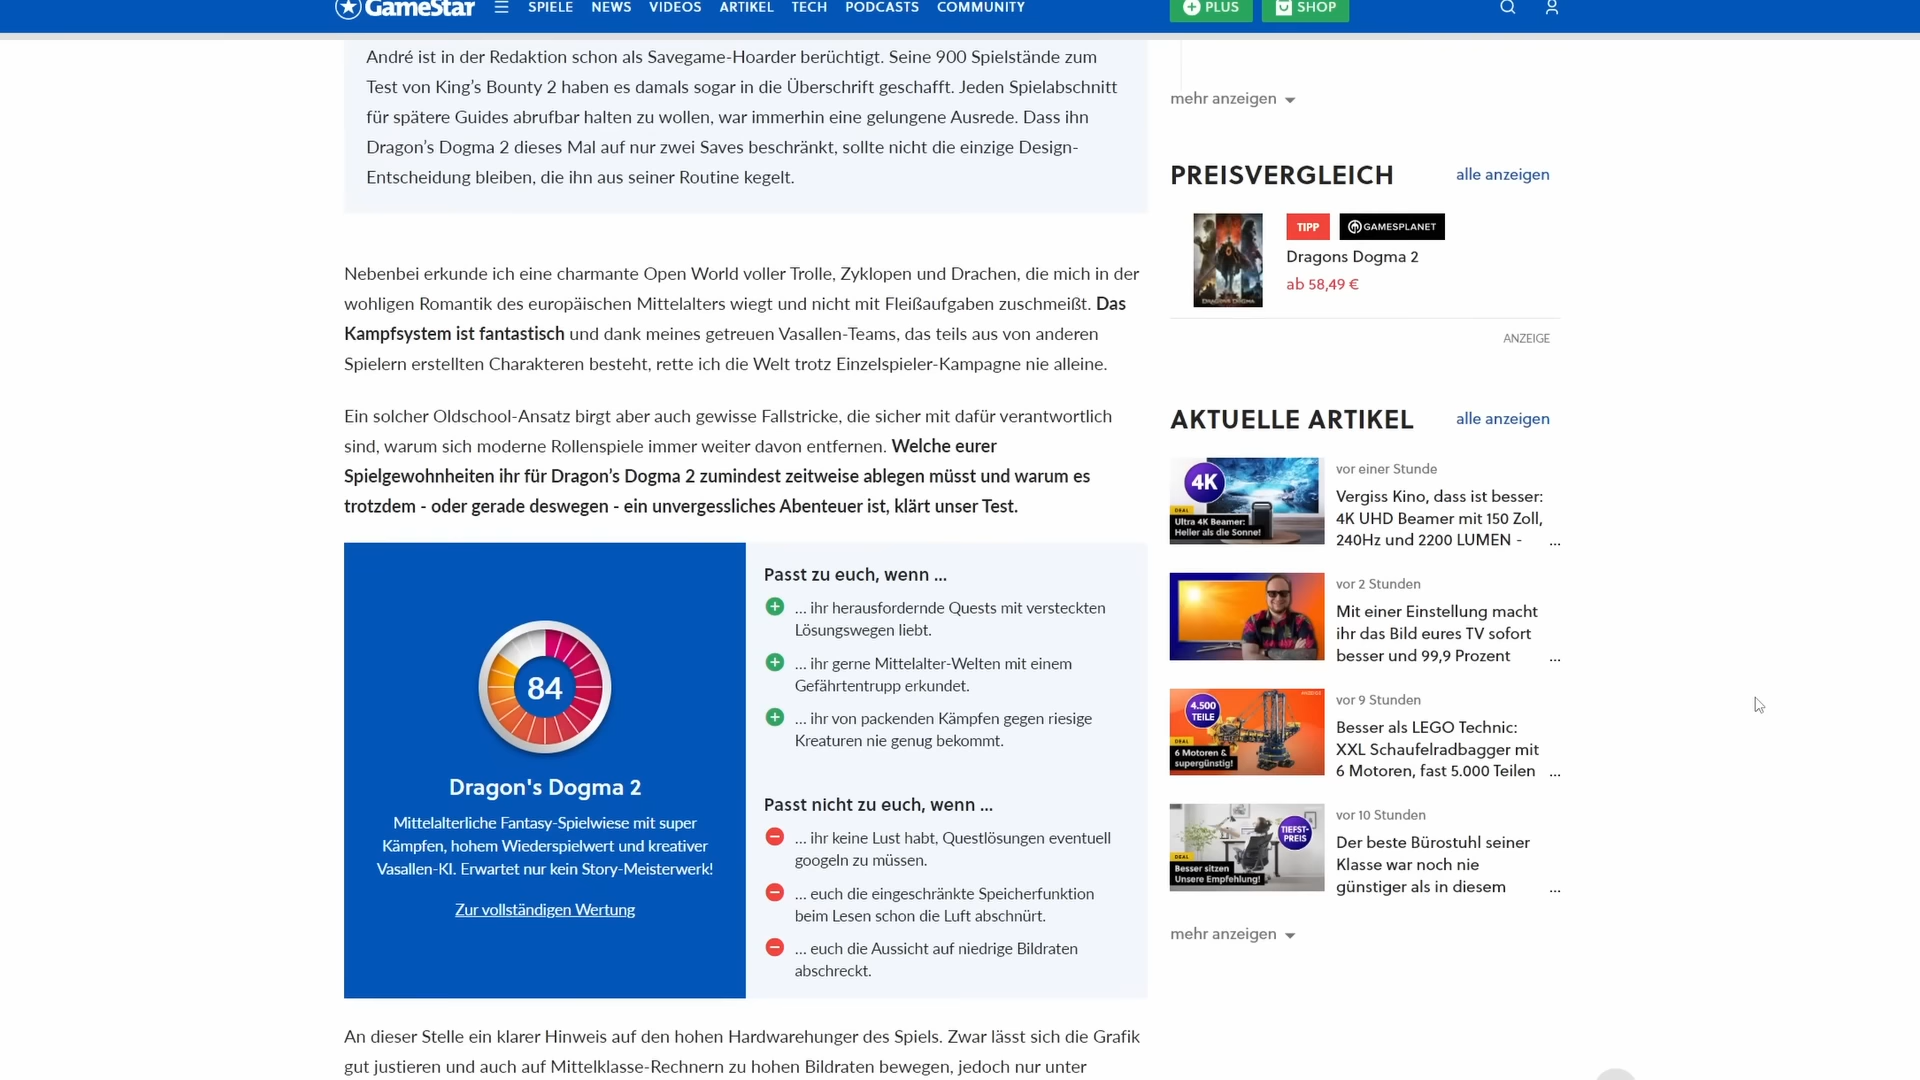 GameStar
SPIELE NEWS VIDEOS ARTIKEL TECH PODCASTS COMMUNITY
PLUS SHOP
André ist in der Redaktion schon als Savegame-Hoarder berüchtigt. Seine 900 Spielstände zum
Test von King’s Bounty 2 haben es damals sogar in die Überschrift geschafft. Jeden Spielabschnitt
für spätere Guides abrufbar halten zu wollen, war immerhin eine gelungene Ausrede. Dass ihn
Dragon’s Dogma 2 dieses Mal auf nur zwei Saves beschränkt, sollte nicht die einzige Design-
Entscheidung bleiben, die ihn aus seiner Routine kegelt.
Nebenbei erkunde ich eine charmante Open World voller Trolle, Zyklopen und Drachen, die mich in der
wohligen Romantik des europäischen Mittelalters wiegt und nicht mit Fleißaufgaben zuschmeißt. Das
Kampfsystem ist fantastisch und dank meines getreuen Vasallen-Teams, das teils aus von anderen
Spielern erstellten Charakteren besteht, rette ich die Welt trotz Einzelspieler-Kampagne nie alleine.
Ein solcher Oldschool-Ansatz birgt aber auch gewisse Fallstricke, die sicher mit dafür verantwortlich
sind, warum sich moderne Rollenspiele immer weiter davon entfernen. Welche eurer
Spielgewohnheiten ihr für Dragon’s Dogma 2 zumindest zeitweise ablegen müsst und warum es
trotzdem - oder gerade deswegen - ein unvergessliches Abenteuer ist, klärt unser Test.
84
Dragon's Dogma 2
Mittelalterliche Fantasy-Spielwiese mit super
Kämpfen, hohem Wiederspielwert und kreativer
Vasallen-KI. Erwartet nur kein Story-Meisterwerk!
Zur vollständigen Wertung
Passt zu euch, wenn ...
... ihr herausfordernde Quests mit versteckten
Lösungswegen liebt.
... ihr gerne Mittelalter-Welten mit einem
Gefährtentrupp erkundet.
... ihr von packenden Kämpfen gegen riesige
Kreaturen nie genug bekommt.
Passt nicht zu euch, wenn ...
... ihr keine Lust habt, Questlösungen eventuell
googeln zu müssen.
... euch die eingeschränkte Speicherfunktion
beim Lesen schon die Luft abschnürt.
... euch die Aussicht auf niedrige Bildraten
abschreckt.
An dieser Stelle ein klarer Hinweis auf den hohen Hardwarehunger des Spiels. Zwar lässt sich die Grafik
gut justieren und auch auf Mittelklasse-Rechnern zu hohen Bildraten bewegen, jedoch nur unter
mehr anzeigen
PREISVERGLEICH alle anzeigen
DRAGONS DOGMA
TIPP GAMESPLANET
Dragons Dogma 2
ab 58,49 €
ANZEIGE
AKTUELLE ARTIKEL alle anzeigen
4K
DEAL
Ultra 4K Beamer:
Heller als die Sonne!
vor einer Stunde
Vergiss Kino, dass ist besser:
4K UHD Beamer mit 150 Zoll,
240Hz und 2200 LUMEN - ...
vor 2 Stunden
Mit einer Einstellung macht
ihr das Bild eures TV sofort
besser und 99,9 Prozent ...
ANZEIGE
4.500
TEILE
DEAL
6 Motoren &
supergünstig!
vor 9 Stunden
Besser als LEGO Technic:
XXL Schaufelradbagger mit
6 Motoren, fast 5.000 Teilen ...
TIEFST-
PREIS
DEAL
Besser sitzen
Unsere Empfehlung!
vor 10 Stunden
Der beste Bürostuhl seiner
Klasse war noch nie
günstiger als in diesem ...
mehr anzeigen